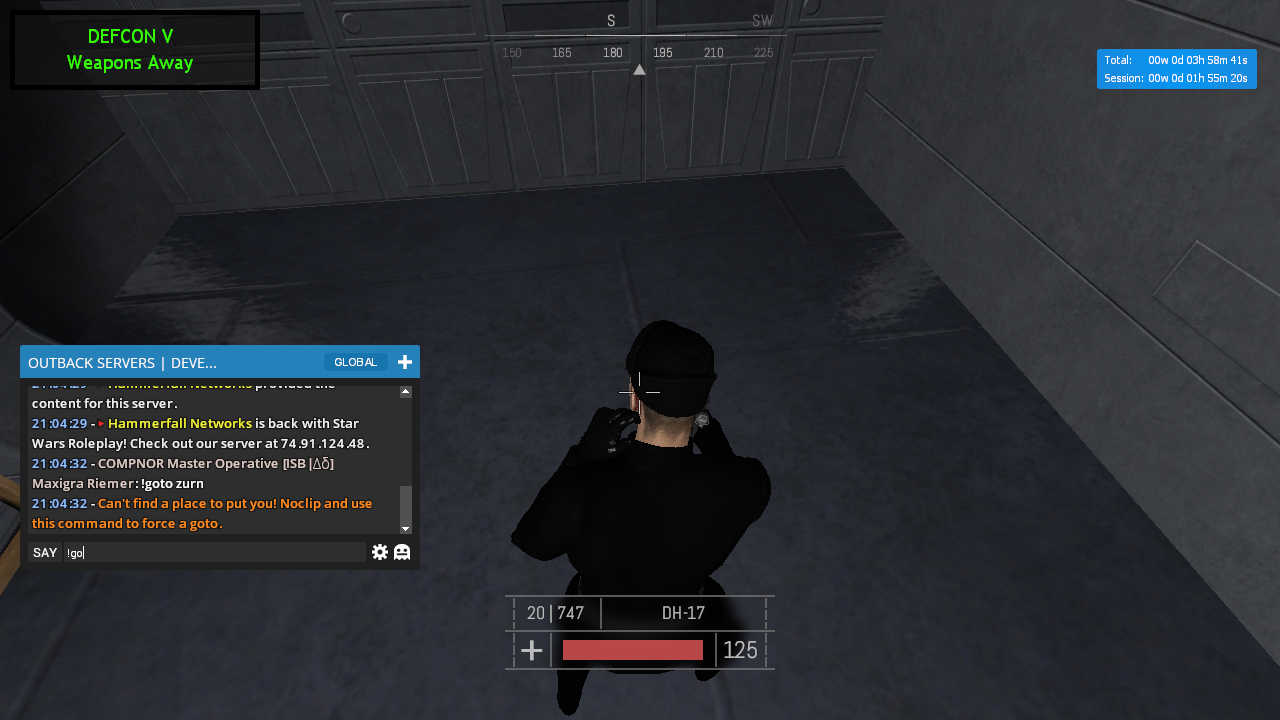 DEFCON V
Weapons Away
S SW
150 165 180 195 210 225
Total: 00w 0d 03h 58m 41s
Session: 00w 0d 01h 55m 20s
OUTBACK SERVERS | DEVE...
GLOBAL
21:04:29 - Hammerfall Networks provided the
content for this server.
21:04:29 - Hammerfall Networks is back with Star
Wars Roleplay! Check out our server at 74.91.124.48.
21:04:32 - COMPNOR Master Operative [ISB|Δδ]
Maxigra Riemer: !goto zurn
21:04:32 - Can't find a place to put you! Noclip and use
this command to force a goto.
SAY !go
20 | 747 DH-17
125